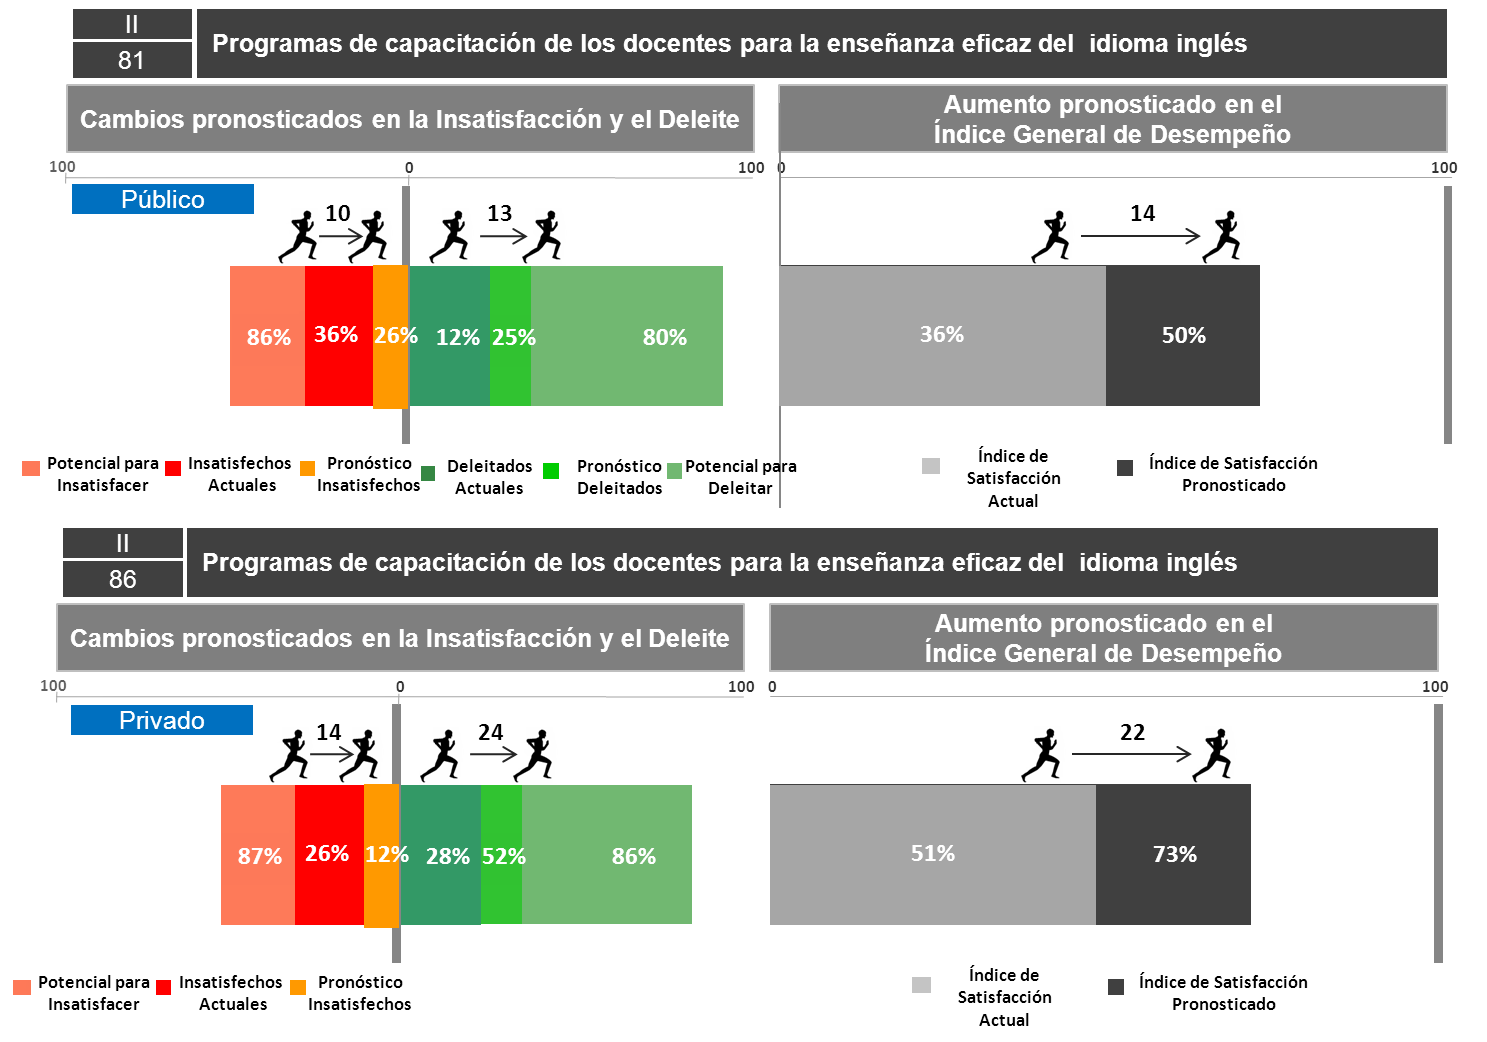 II
81
Programas de capacitación de los docentes para la enseñanza eficaz del  idioma inglés
Cambios pronosticados en la Insatisfacción y el Deleite
Aumento pronosticado en el
Índice General de Desempeño
100
0
100
0
100
Público
10
13
14
86%
36%
26%
12%
25%
80%
36%
50%
Potencial para
Insatisfacer
Insatisfechos
Actuales
Pronóstico
Insatisfechos
Deleitados
Actuales
Pronóstico
Deleitados
Potencial para
Deleitar
Índice de
Satisfacción
Actual
Índice de Satisfacción
Pronosticado
II
86
Programas de capacitación de los docentes para la enseñanza eficaz del  idioma inglés
Cambios pronosticados en la Insatisfacción y el Deleite
Aumento pronosticado en el
Índice General de Desempeño
100
0
100
0
100
Privado
14
24
22
87%
26%
12%
28%
52%
86%
51%
73%
Potencial para
Insatisfacer
Insatisfechos
Actuales
Pronóstico
Insatisfechos
Índice de
Satisfacción
Actual
Índice de Satisfacción
Pronosticado